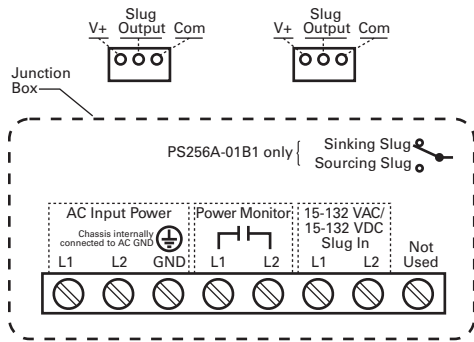 Slug
V+ Output Com
Slug
V+ Output Com
Junction
Box
PS256A-01B1 only
Sinking Slug
Sourcing Slug
AC Input Power
Chassis internally
connected to AC GND
L1 L2 GND
Power Monitor
L1 L2
15-132 VAC/
15-132 VDC
Slug In
L1 L2
Not
Used